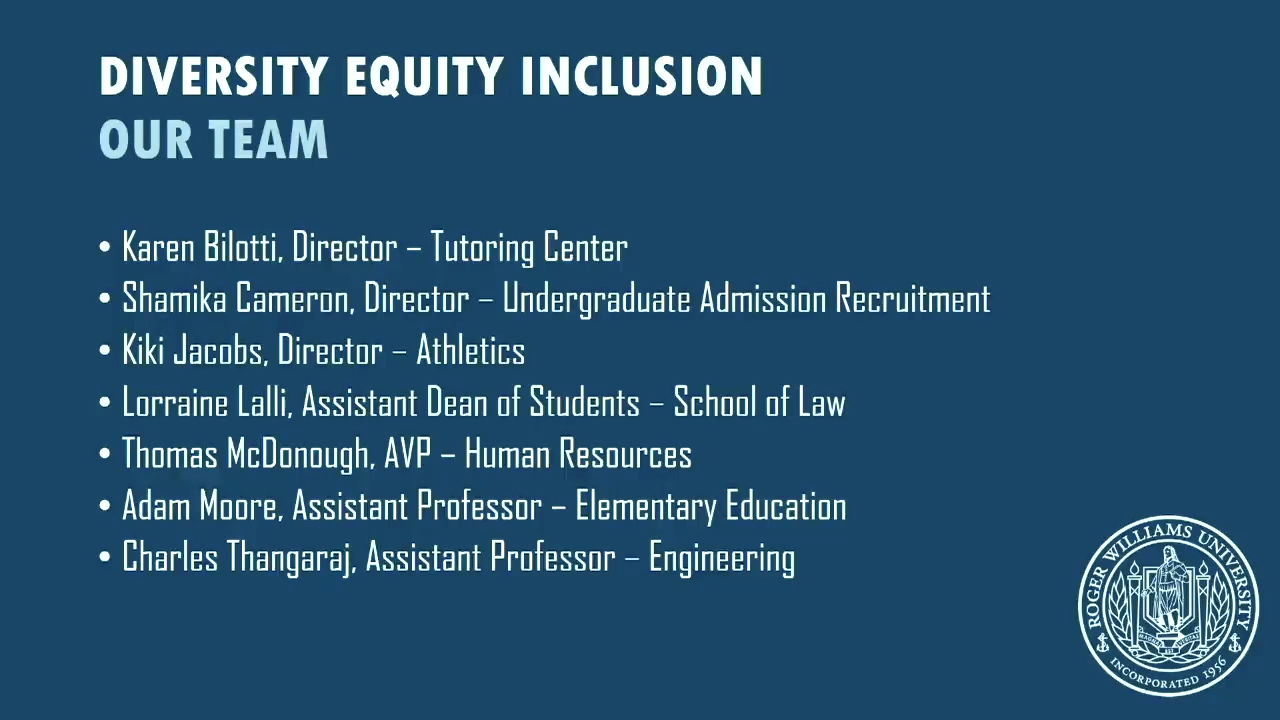 DIVERSITY EQUITY INCLUSION
OUR TEAM
• Karen Bilotti, Director – Tutoring Center
• Shamika Cameron, Director – Undergraduate Admission Recruitment
• Kiki Jacobs, Director – Athletics
• Lorraine Lalli, Assistant Dean of Students – School of Law
• Thomas McDonough, AVP – Human Resources
• Adam Moore, Assistant Professor – Elementary Education
• Charles Thangaraj, Assistant Professor – Engineering
ROGER WILLIAMS UNIVERSITY
INCORPORATED 1956